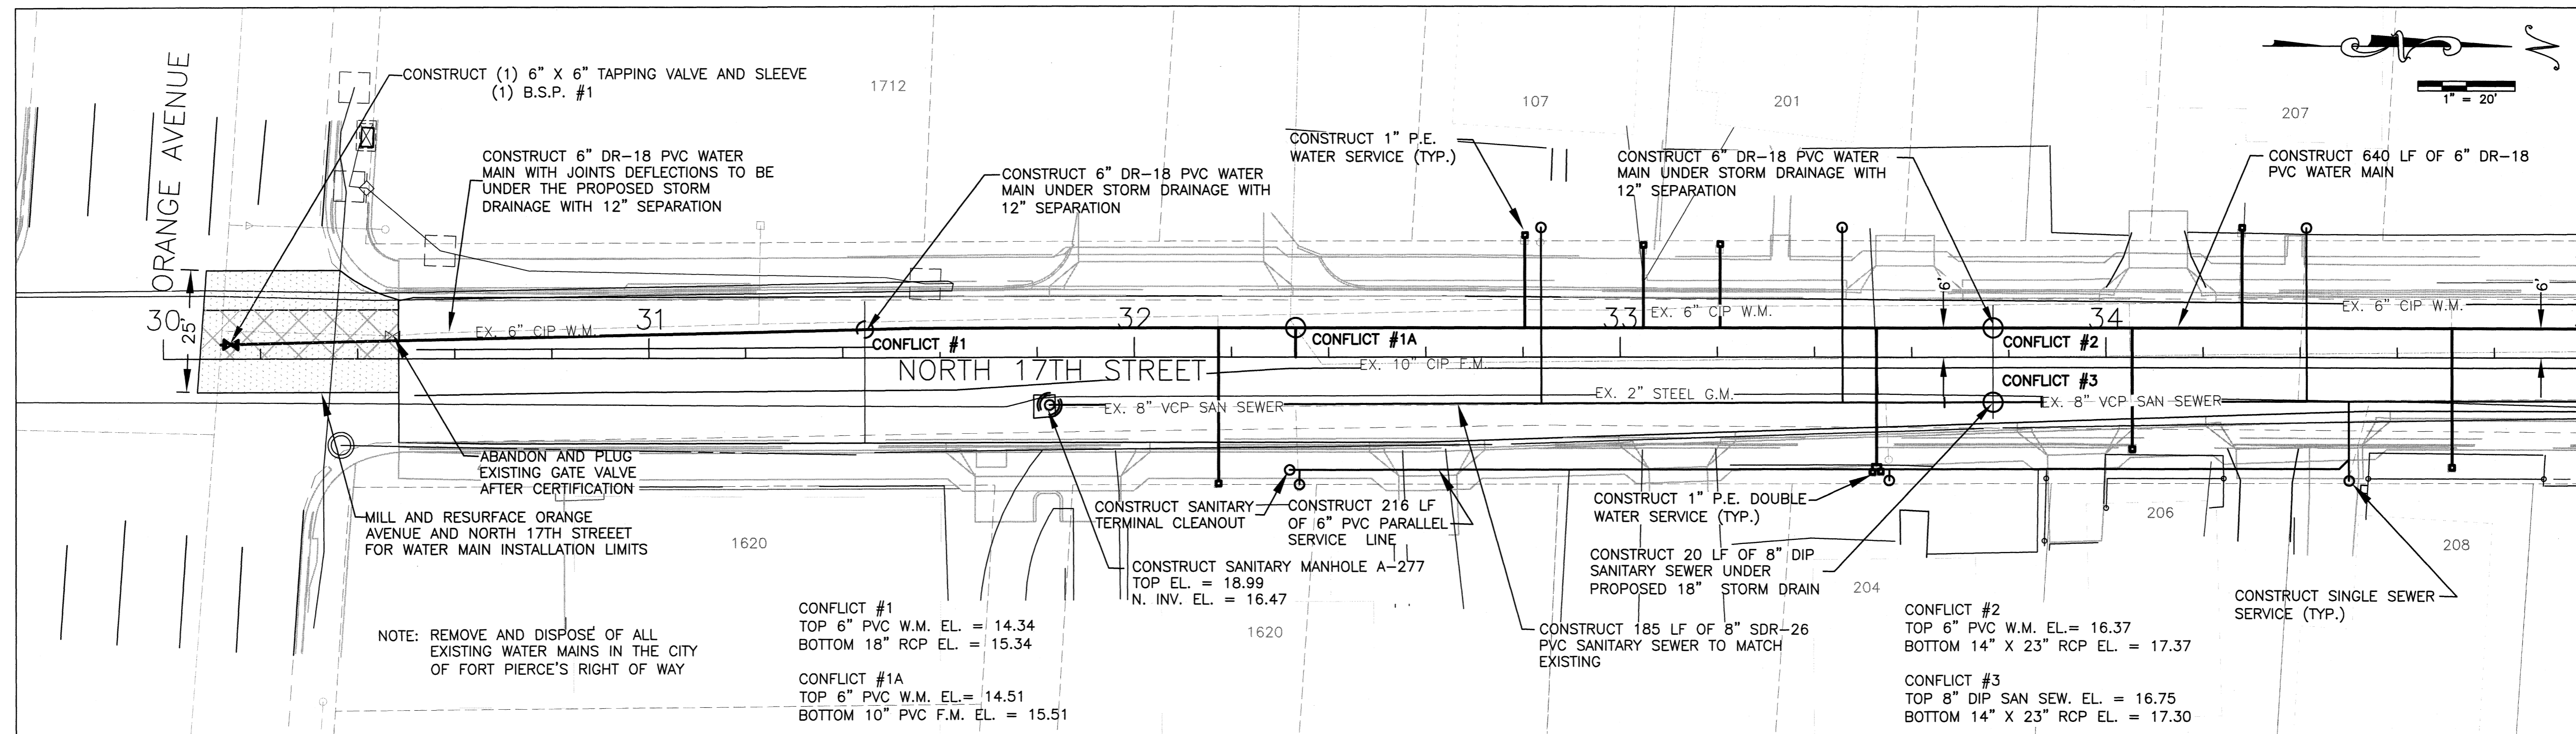 ORANGE AVENUE
CONSTRUCT (1) 6" X 6" TAPPING VALVE AND SLEEVE
(1) B.S.P. #1
1712
107
201
207
N
1" = 20'
CONSTRUCT 6" DR-18 PVC WATER
MAIN WITH JOINTS DEFLECTIONS TO BE
UNDER THE PROPOSED STORM
DRAINAGE WITH 12" SEPARATION
CONSTRUCT 6" DR-18 PVC WATER
MAIN UNDER STORM DRAINAGE WITH
12" SEPARATION
CONSTRUCT 1" P.E.
WATER SERVICE (TYP.)
CONSTRUCT 6" DR-18 PVC WATER
MAIN UNDER STORM DRAINAGE WITH
12" SEPARATION
CONSTRUCT 640 LF OF 6" DR-18
PVC WATER MAIN
30
25'
EX. 6" CIP W.M.
31
32
33
EX. 6" CIP W.M.
6'
34
EX. 6" CIP W.M.
6'
CONFLICT #1
CONFLICT #1A
CONFLICT #2
NORTH 17TH STREET
EX. 10" CIP F.M.
CONFLICT #3
EX. 8" VCP SAN SEWER
EX. 2" STEEL G.M.
EX. 8" VCP SAN SEWER
ABANDON AND PLUG
EXISTING GATE VALVE
AFTER CERTIFICATION
MILL AND RESURFACE ORANGE
AVENUE AND NORTH 17TH STREEET
FOR WATER MAIN INSTALLATION LIMITS
CONSTRUCT SANITARY
TERMINAL CLEANOUT
CONSTRUCT 216 LF
OF 6" PVC PARALLEL
SERVICE LINE
CONSTRUCT 1" P.E. DOUBLE
WATER SERVICE (TYP.)
206
208
1620
CONSTRUCT SANITARY MANHOLE A-277
TOP EL. = 18.99
N. INV. EL. = 16.47
CONSTRUCT 20 LF OF 8" DIP
SANITARY SEWER UNDER
PROPOSED 18" STORM DRAIN
204
CONSTRUCT SINGLE SEWER
SERVICE (TYP.)
NOTE: REMOVE AND DISPOSE OF ALL
EXISTING WATER MAINS IN THE CITY
OF FORT PIERCE'S RIGHT OF WAY
CONFLICT #1
TOP 6" PVC W.M. EL. = 14.34
BOTTOM 18" RCP EL. = 15.34
CONFLICT #1A
TOP 6" PVC W.M. EL.= 14.51
BOTTOM 10" PVC F.M. EL. = 15.51
1620
CONSTRUCT 185 LF OF 8" SDR-26
PVC SANITARY SEWER TO MATCH
EXISTING
CONFLICT #2
TOP 6" PVC W.M. EL.= 16.37
BOTTOM 14" X 23" RCP EL. = 17.37
CONFLICT #3
TOP 8" DIP SAN SEW. EL. = 16.75
BOTTOM 14" X 23" RCP EL. = 17.30